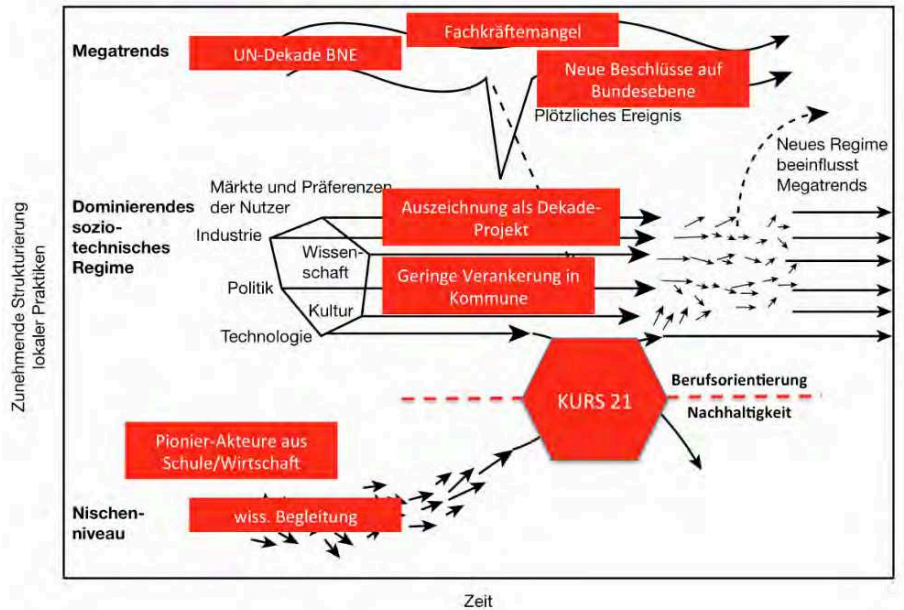 Megatrends
Fachkräftemangel
UN-Dekade BNE
Neue Beschlüsse auf
Bundesebene
Plötzliches Ereignis
Neues Regime
beeinflusst
Megatrends
Zunehmende Strukturierung
lokaler Praktiken
Dominierendes
sozio-
technisches
Regime
Märkte und Präferenzen
der Nutzer
Industrie
Wissen-
schaft
Politik
Kultur
Technologie
Auszeichnung als Dekade-
Projekt
Geringe Verankerung in
Kommune
KURS 21
Berufsorientierung
Nachhaltigkeit
Pionier-Akteure aus
Schule/Wirtschaft
Nischen-
niveau
wiss. Begleitung
Zeit